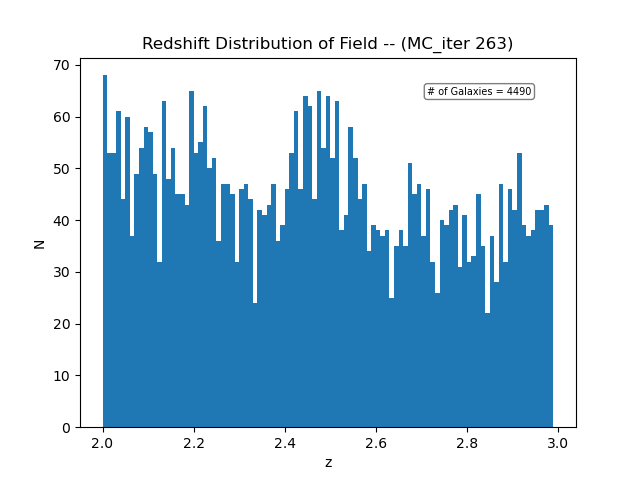 Redshift Distribution of Field -- (MC_iter 263)
# of Galaxies = 4490
70
60
50
40
30
20
10
0
N
2.0 2.2 2.4 2.6 2.8 3.0
z